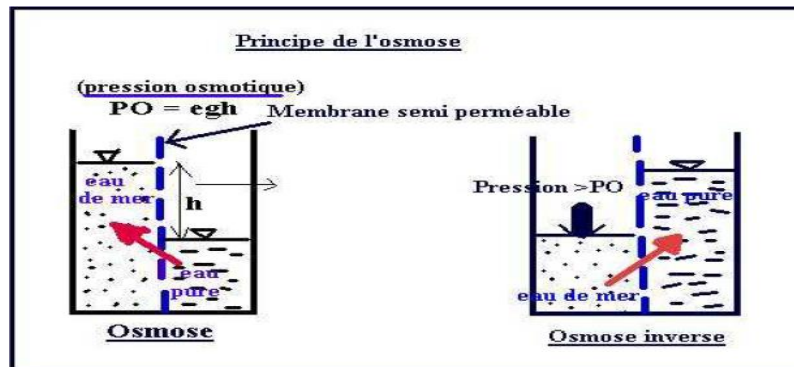 Principe de l'osmose
(pression osmotique)
PO = egh
Membrane semi perméable
eau
de mer
h
eau
pure
Osmose
Pression >PO
eau pure
eau de mer
Osmose inverse